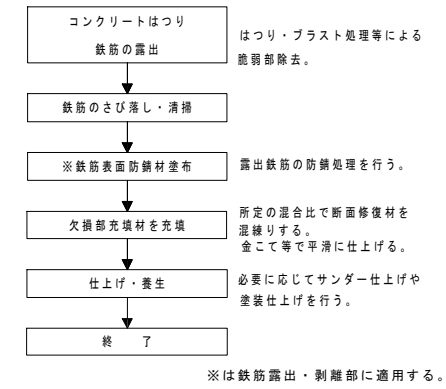 コンクリートはつり
鉄筋の露出
はつり・ブラスト処理等による
脆弱部除去。
鉄筋のさび落し・清掃
※鉄筋表面防錆材塗布
露出鉄筋の防錆処理を行う。
欠損部充填材を充填
所定の混合比で断面修復材を
混練りする。
金こて等で平滑に仕上げる。
仕上げ・養生
必要に応じてサンダー仕上げや
塗装仕上げを行う。
終　了
※は鉄筋露出・剥離部に適用する。